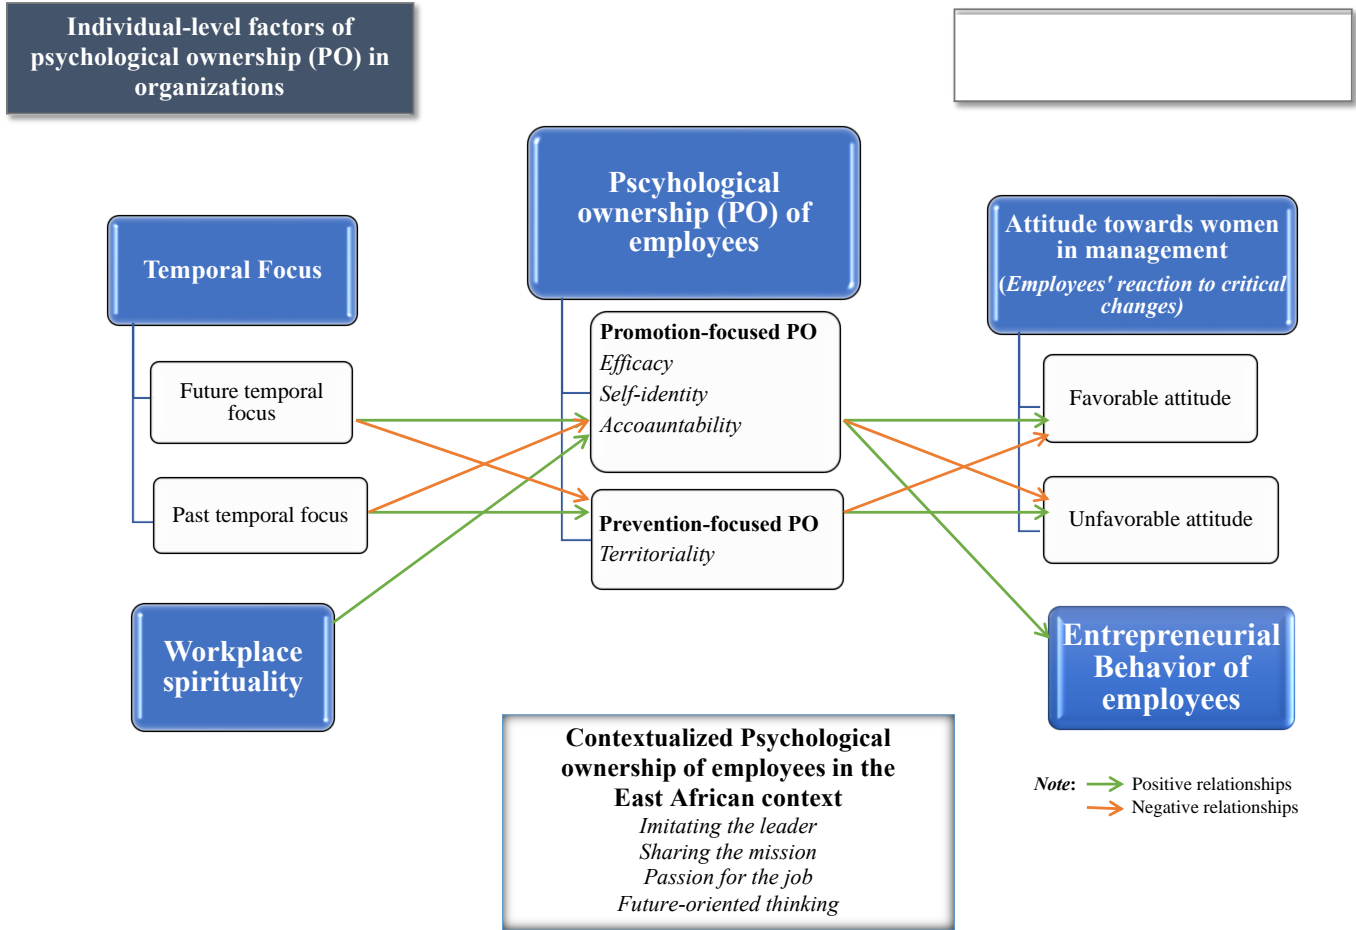 Individual-level factors of
psychological ownership (PO) in
organizations
Pscyhological
ownership (PO) of
employees
Temporal Focus
Attitude towards women
in management
(Employees' reaction to critical
changes)
Future temporal
focus
Past temporal focus
Promotion-focused PO
Efficacy
Self-identity
Accoauntability
Prevention-focused PO
Territoriality
Favorable attitude
Unfavorable attitude
Workplace
spirituality
Entrepreneurial
Behavior of
employees
Contextualized Psychological
ownership of employees in the
East African context
Imitating the leader
Sharing the mission
Passion for the job
Future-oriented thinking
Note: Positive relationships
Negative relationships